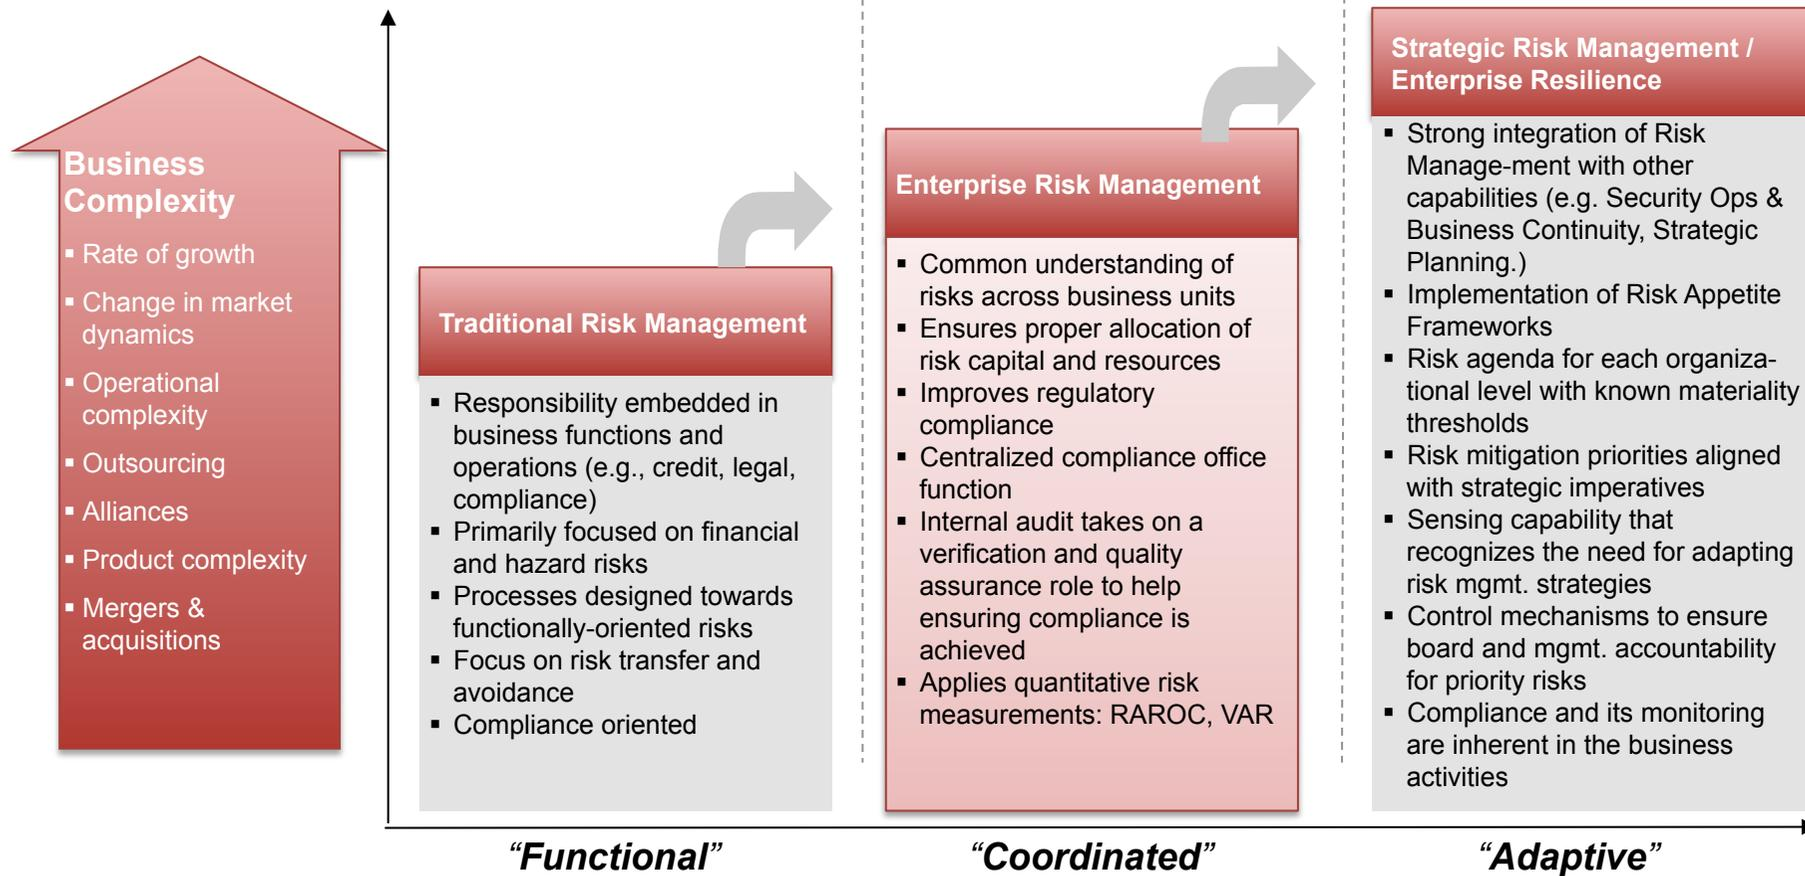 Business
Complexity
▪ Rate of growth
▪ Change in market
dynamics
▪ Operational
complexity
▪ Outsourcing
▪ Alliances
▪ Product complexity
▪ Mergers &
acquisitions
Traditional Risk Management
▪ Responsibility embedded in
business functions and
operations (e.g., credit, legal,
compliance)
▪ Primarily focused on financial
and hazard risks
▪ Processes designed towards
functionally-oriented risks
▪ Focus on risk transfer and
avoidance
▪ Compliance oriented
Enterprise Risk Management
▪ Common understanding of
risks across business units
▪ Ensures proper allocation of
risk capital and resources
▪ Improves regulatory
compliance
▪ Centralized compliance office
function
▪ Internal audit takes on a
verification and quality
assurance role to help
ensuring compliance is
achieved
▪ Applies quantitative risk
measurements: RAROC, VAR
Strategic Risk Management /
Enterprise Resilience
▪ Strong integration of Risk
Manage-ment with other
capabilities (e.g. Security Ops &
Business Continuity, Strategic
Planning.)
▪ Implementation of Risk Appetite
Frameworks
▪ Risk agenda for each organiza-
tional level with known materiality
thresholds
▪ Risk mitigation priorities aligned
with strategic imperatives
▪ Sensing capability that
recognizes the need for adapting
risk mgmt. strategies
▪ Control mechanisms to ensure
board and mgmt. accountability
for priority risks
▪ Compliance and its monitoring
are inherent in the business
activities
“Functional”
“Coordinated”
“Adaptive”